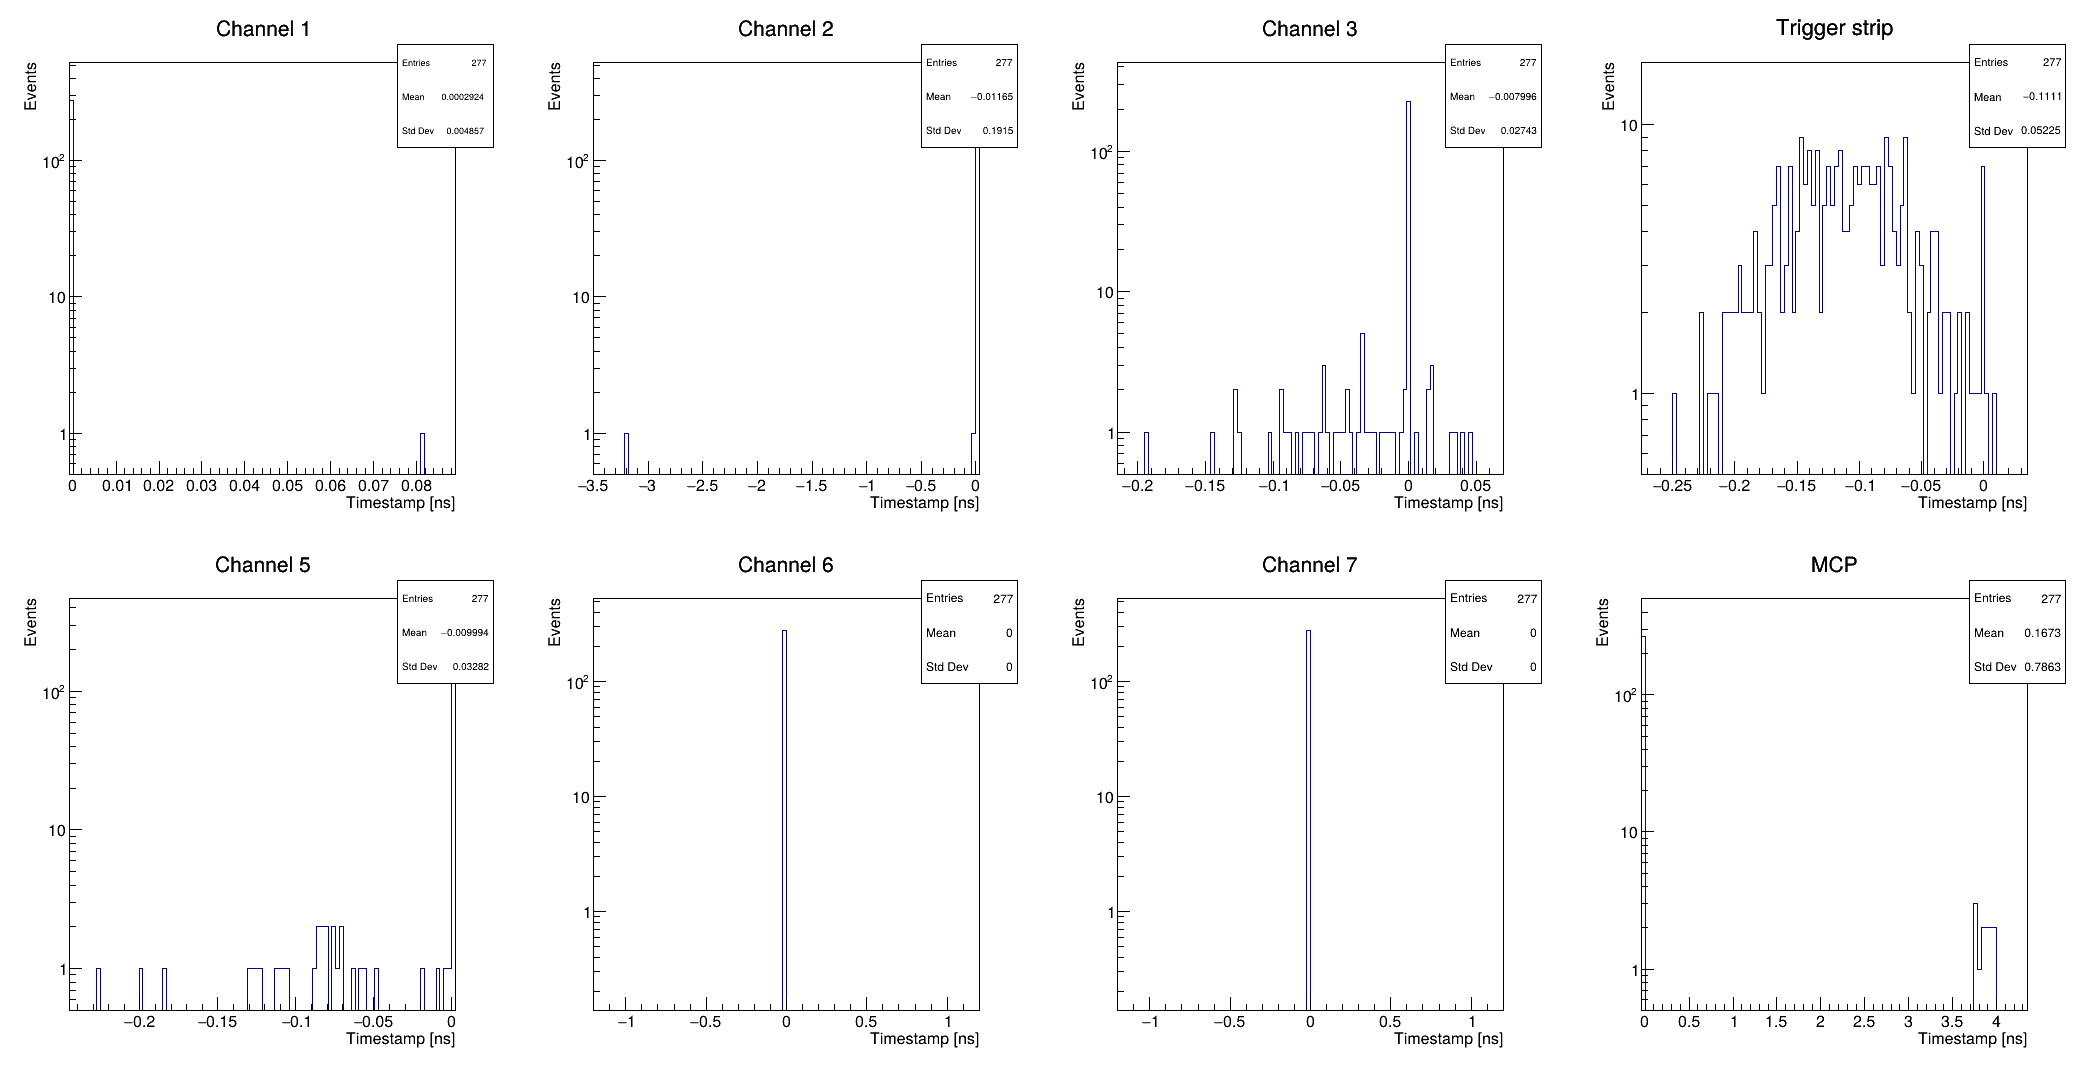 Channel 1
Events
Entries 277
Mean 0.0002924
Std Dev 0.004857
10²
10
1
0 0.01 0.02 0.03 0.04 0.05 0.06 0.07 0.08
Timestamp [ns]
Channel 2
Events
Entries 277
Mean −0.01165
Std Dev 0.1915
10²
10
1
−3.5 −3 −2.5 −2 −1.5 −1 −0.5 0
Timestamp [ns]
Channel 3
Events
Entries 277
Mean −0.007996
Std Dev 0.02743
10²
10
1
−0.2 −0.15 −0.1 −0.05 0 0.05
Timestamp [ns]
Trigger strip
Events
Entries 277
Mean −0.1111
Std Dev 0.05225
10
1
−0.25 −0.2 −0.15 −0.1 −0.05 0
Timestamp [ns]
Channel 5
Events
Entries 277
Mean −0.009994
Std Dev 0.03282
10²
10
1
−0.2 −0.15 −0.1 −0.05 0
Timestamp [ns]
Channel 6
Events
Entries 277
Mean 0
Std Dev 0
10²
10
1
−1 −0.5 0 0.5 1
Timestamp [ns]
Channel 7
Events
Entries 277
Mean 0
Std Dev 0
10²
10
1
−1 −0.5 0 0.5 1
Timestamp [ns]
MCP
Events
Entries 277
Mean 0.1673
Std Dev 0.7863
10²
10
1
0 0.5 1 1.5 2 2.5 3 3.5 4
Timestamp [ns]